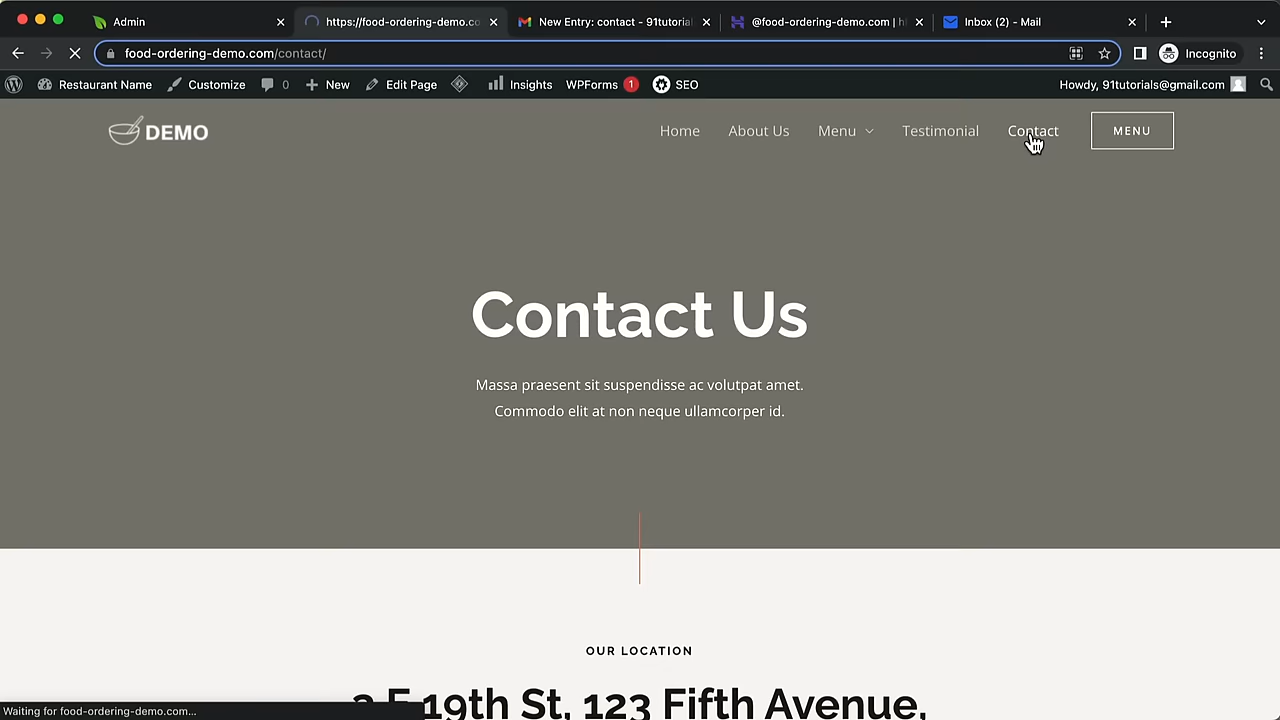 Admin
https://food-ordering-demo.co
New Entry: contact - 91tutorial
@food-ordering-demo.com | h
Inbox (2) - Mail
food-ordering-demo.com/contact/
Incognito
Restaurant Name
Customize
0
New
Edit Page
Insights
WPForms 1
SEO
Howdy, 91tutorials@gmail.com
DEMO
Home
About Us
Menu
Testimonial
Contact
MENU
Contact Us
Massa praesent sit suspendisse ac volutpat amet.
Commodo elit at non neque ullamcorper id.
OUR LOCATION
19th St, 123 Fifth Avenue,
Waiting for food-ordering-demo.com...